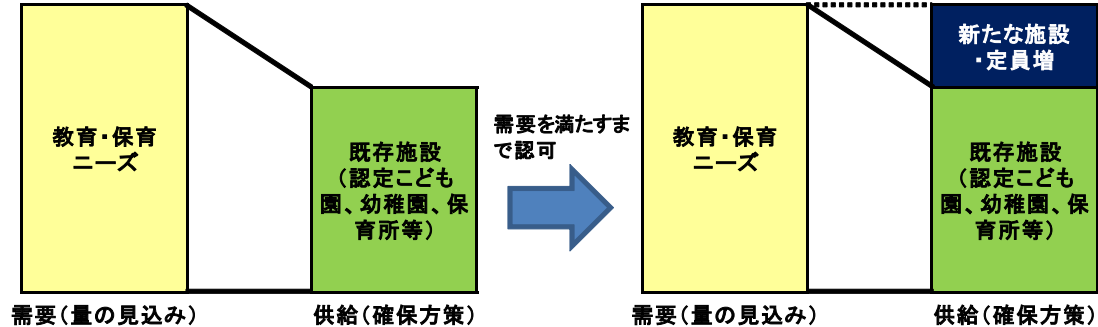 教育・保育
ニーズ
既存施設
（認定こども
園、幼稚園、保
育所等）
需要（量の見込み）
供給（確保方策）
需要を満たすま
で認可
教育・保育
ニーズ
新たな施設
・定員増
既存施設
（認定こども
園、幼稚園、保
育所等）
需要（量の見込み）
供給（確保方策）